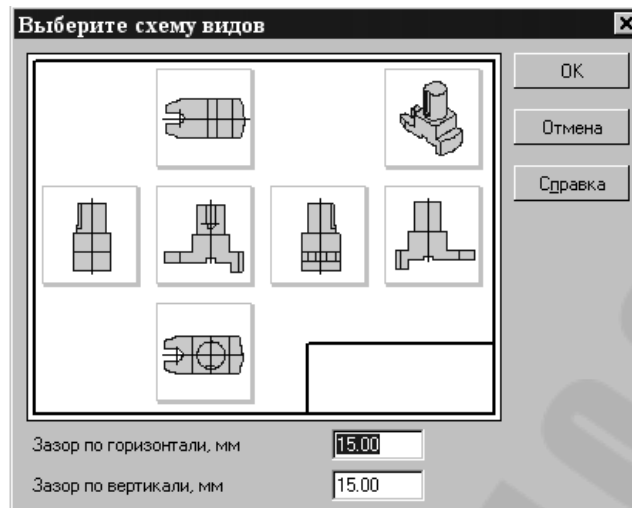 Выберите схему видов
OK
Отмена
Справка
Зазор по горизонтали, мм 15.00
Зазор по вертикали, мм 15.00